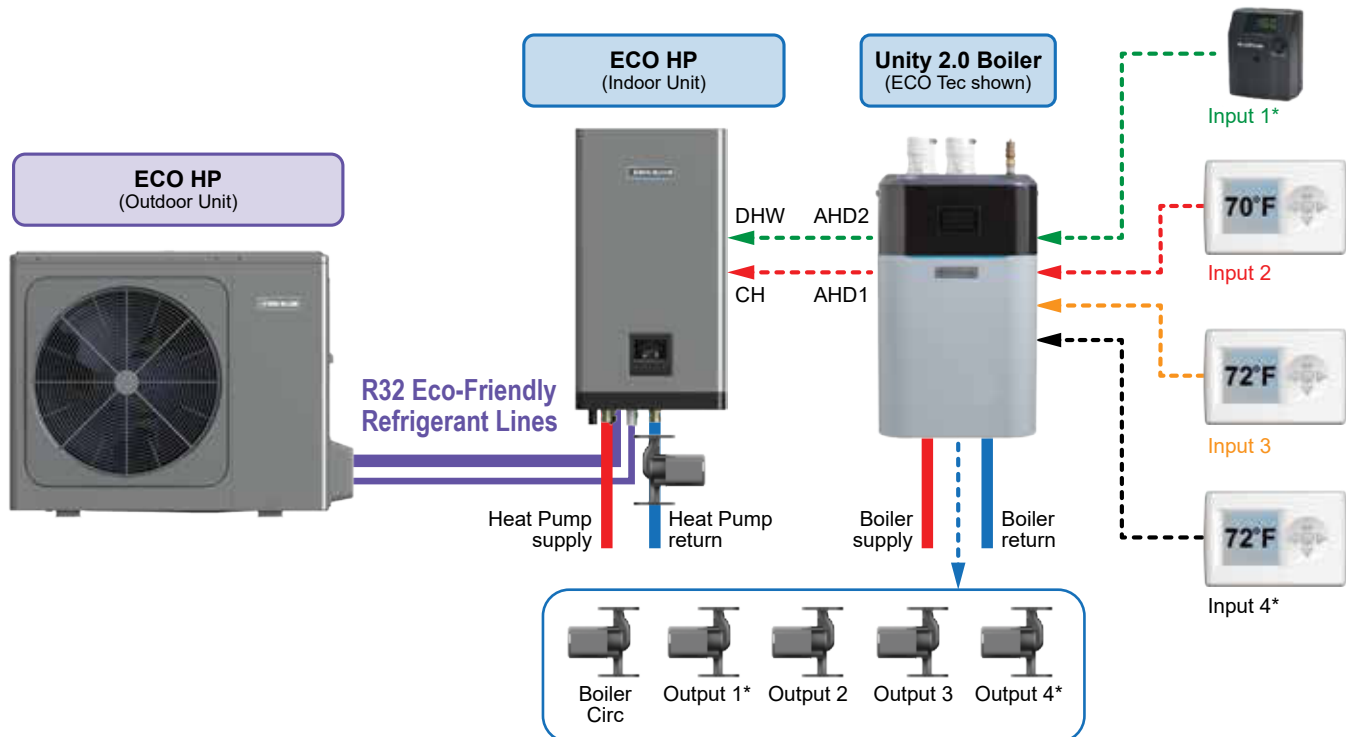 ECO HP
(Indoor Unit)
Unity 2.0 Boiler
(ECO Tec shown)
Input 1*
ECO HP
(Outdoor Unit)
DHW
AHD2
70°F
Input 2
CH
AHD1
R32 Eco-Friendly
Refrigerant Lines
72°F
Input 3
Heat Pump
supply
Heat Pump
return
Boiler
supply
Boiler
return
72°F
Input 4*
Boiler
Circ
Output 1*
Output 2
Output 3
Output 4*